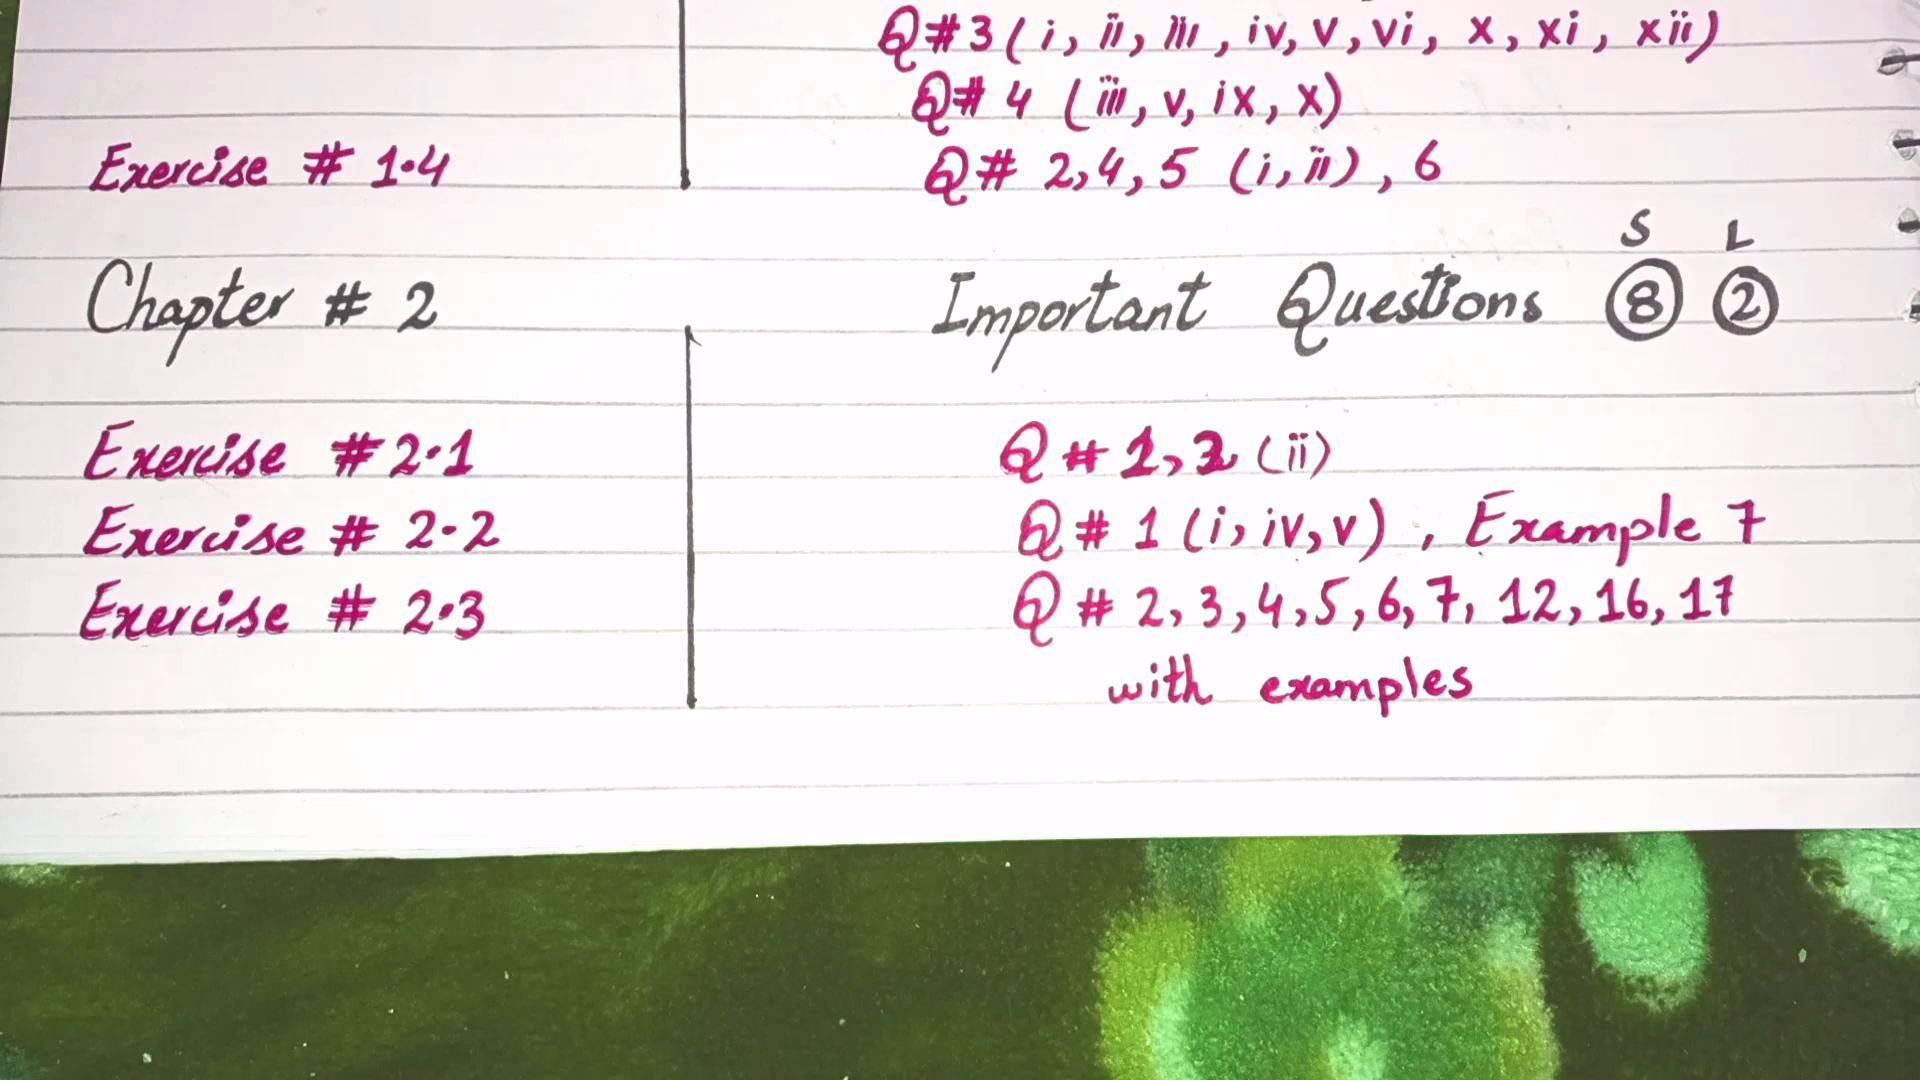 Q#3 (i, ii, iii, iv, v, vi, x, xi, xii)
Q# 4 (iii, v, ix, x)
Exercise # 1.4 Q# 2,4,5 (i,ii), 6
S L
Chapter # 2 Important Questions 8 2
Exercise #2.1 Q # 1,2 (ii)
Exercise # 2.2 Q # 1 (i, iv, v), Example 7
Exercise # 2.3 Q # 2, 3, 4, 5, 6, 7, 12, 16, 17
with examples